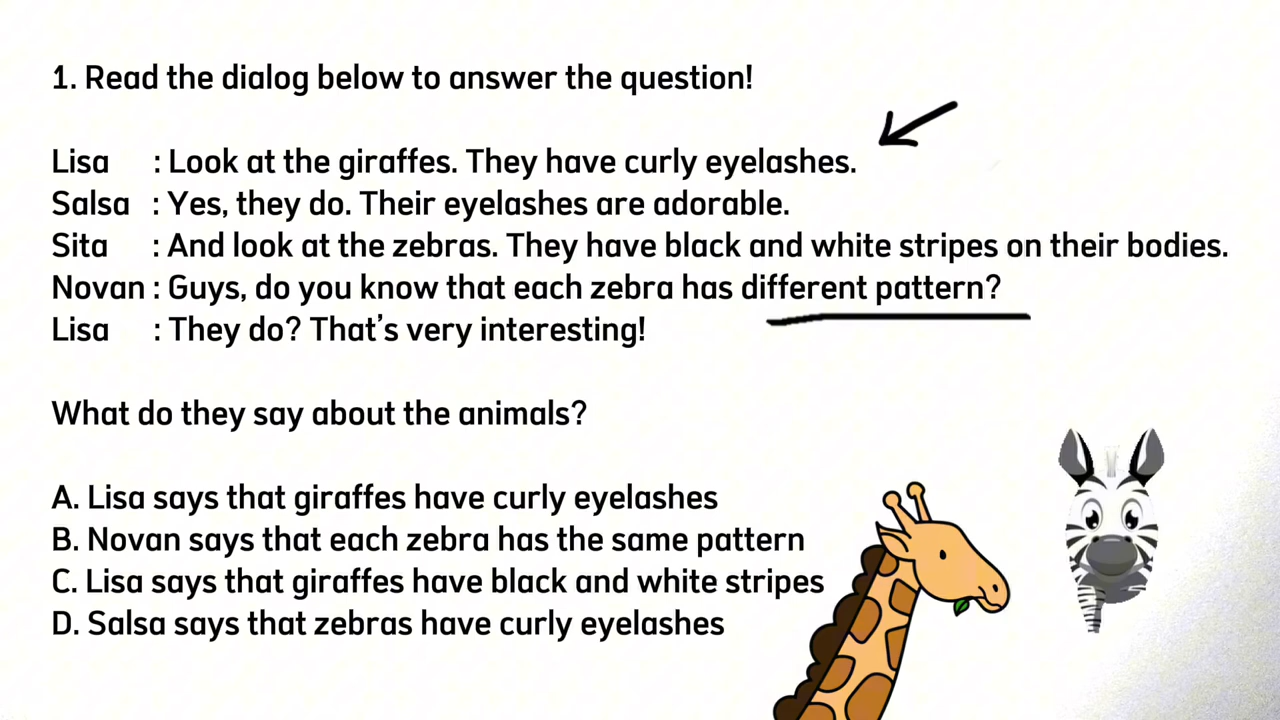 1. Read the dialog below to answer the question!
Lisa : Look at the giraffes. They have curly eyelashes.
Salsa : Yes, they do. Their eyelashes are adorable.
Sita : And look at the zebras. They have black and white stripes on their bodies.
Novan : Guys, do you know that each zebra has different pattern?
Lisa : They do? That's very interesting!
What do they say about the animals?
A. Lisa says that giraffes have curly eyelashes
B. Novan says that each zebra has the same pattern
C. Lisa says that giraffes have black and white stripes
D. Salsa says that zebras have curly eyelashes